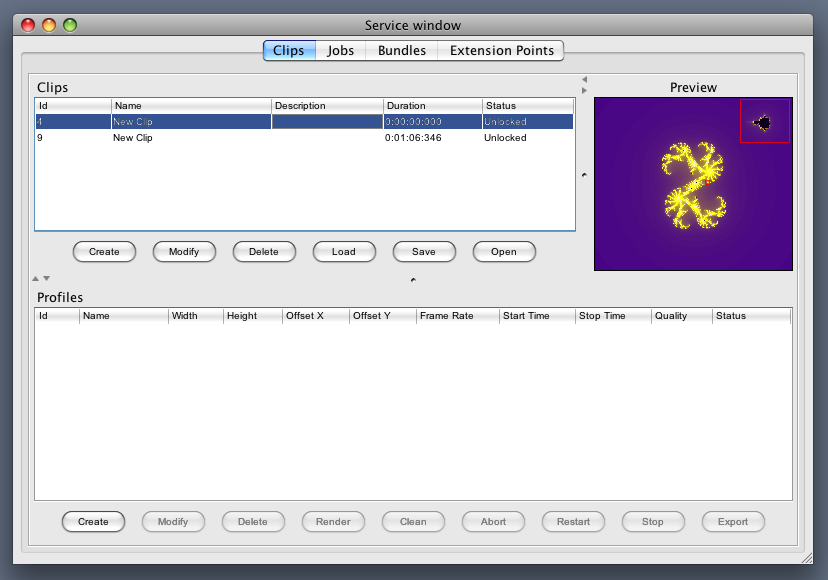 Service window
Clips Jobs Bundles Extension Points
Clips
Preview
Id Name Description Duration Status
4 New Clip 0:00:00:000 Unlocked
9 New Clip 0:01:06:346 Unlocked
Create Modify Delete Load Save Open
Profiles
Id Name Width Height Offset X Offset Y Frame Rate Start Time Stop Time Quality Status
Create Modify Delete Render Clean Abort Restart Stop Export